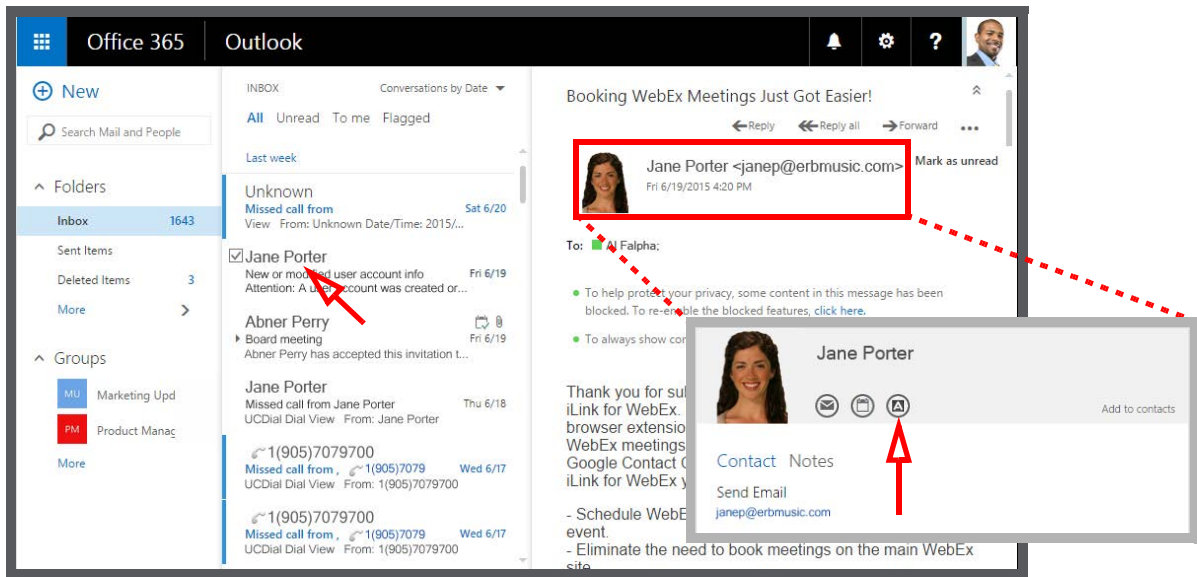 Office 365
Outlook
?
New
Search Mail and People
Folders
Inbox 1643
Sent Items
Deleted Items 3
More
Groups
MU Marketing Upd
PM Product Manag
More
INBOX
Conversations by Date
All Unread To me Flagged
Last week
Unknown
Missed call from Sat 6/20
View From: Unknown Date/Time: 2015/...
Jane Porter
New or modified user account info Fri 6/19
Attention: A user account was created or...
Abner Perry
Board meeting Fri 6/19
Abner Perry has accepted this invitation t...
Jane Porter
Missed call from Jane Porter Thu 6/18
UCDial Dial View From: Jane Porter
1(905)7079700
Missed call from , 1(905)7079 Wed 6/17
UCDial Dial View From: 1(905)7079700
1(905)7079700
Missed call from , 1(905)7079 Wed 6/17
UCDial Dial View From: 1(905)7079700
Booking WebEx Meetings Just Got Easier!
Reply Reply all Forward ...
Mark as unread
Jane Porter <janep@erbmusic.com>
Fri 6/19/2015 4:20 PM
To: Al Falpha;
To help protect your privacy, some content in this message has been
blocked. To re-enable the blocked features, click here.
To always show con
Thank you for sul
iLink for WebEx.
browser extensio
WebEx meetings
Google Contact
iLink for WebEx y
- Schedule WebE
event.
- Eliminate the need to book meetings on the main WebEx
site
Jane Porter
A
Add to contacts
Contact Notes
Send Email
janep@erbmusic.com